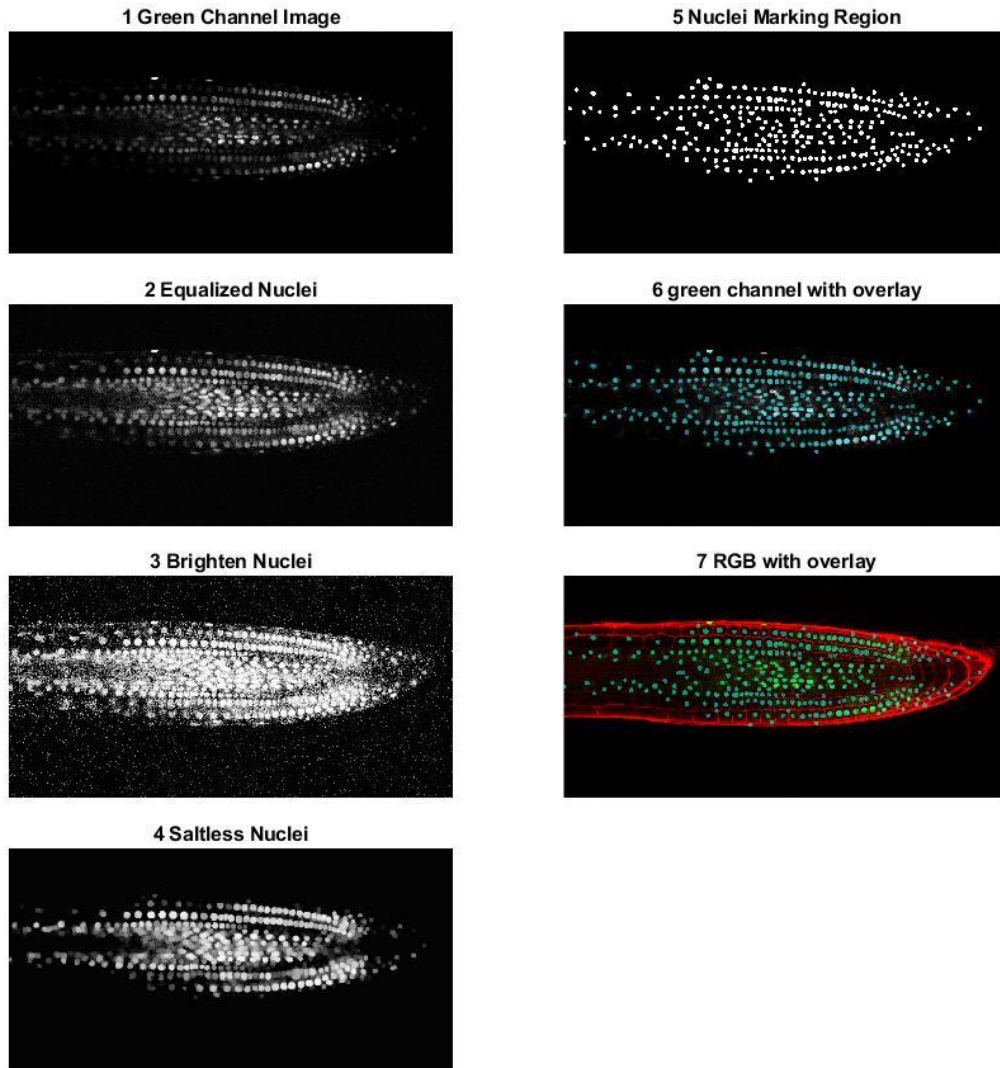 1 Green Channel Image
2 Equalized Nuclei
3 Brighten Nuclei
4 Saltless Nuclei
5 Nuclei Marking Region
6 green channel with overlay
7 RGB with overlay